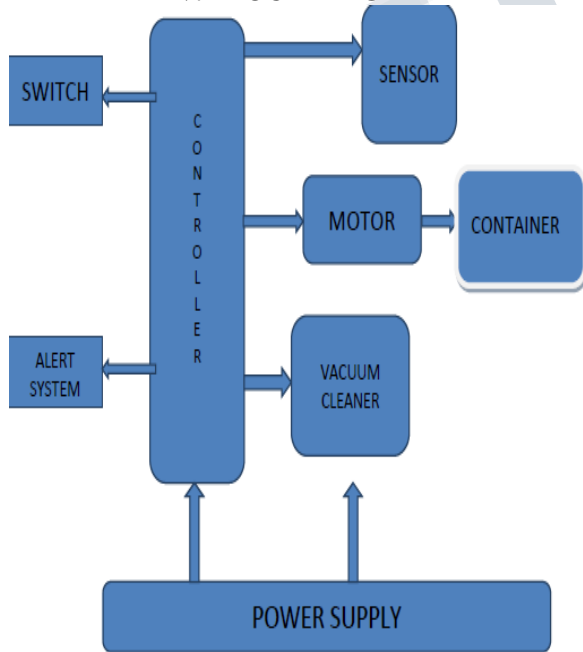 SENSOR
SWITCH
C
O
N
T
R
O
L
L
E
R
MOTOR
CONTAINER
ALERT
SYSTEM
VACUUM
CLEANER
POWER SUPPLY